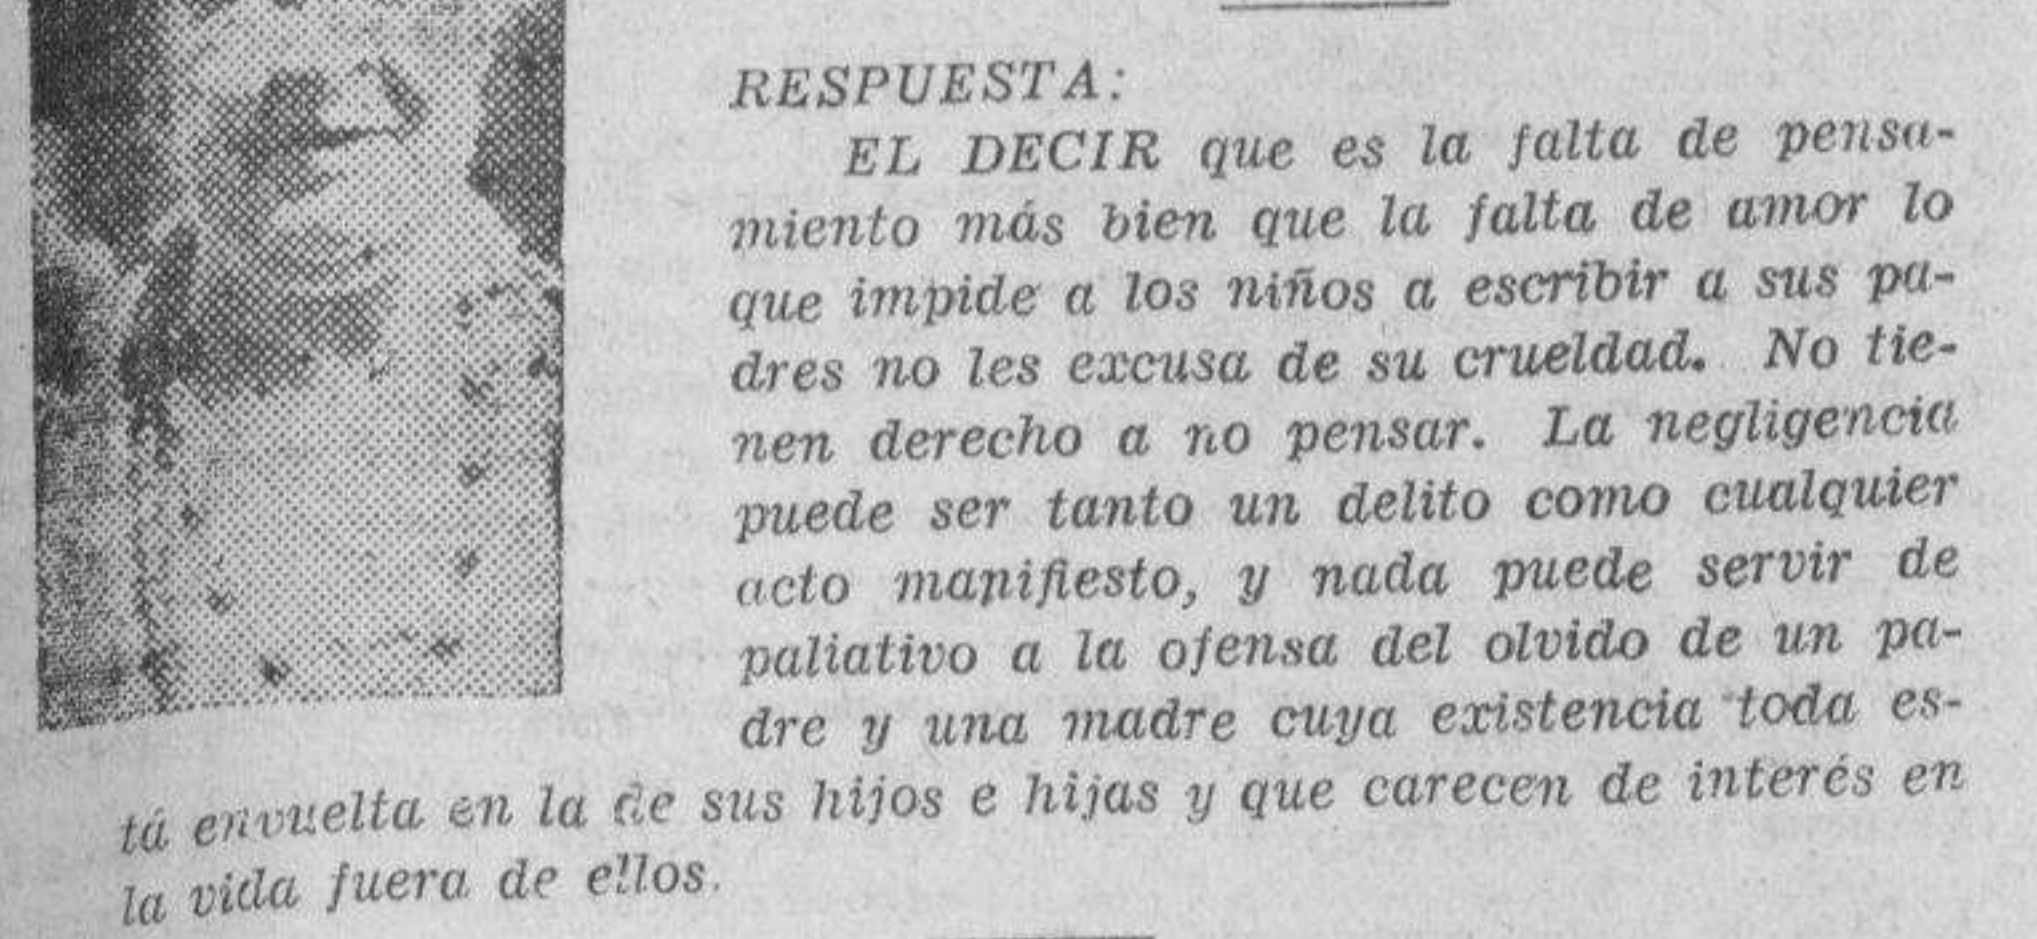 RESPUESTA:
EL DECIR que es la falta de pensa-
miento más bien que la falta de amor lo
que impide a los niños a escribir a sus pa-
dres no les excusa de su crueldad. No tie-
nen derecho a no pensar. La negligencia
puede ser tanto un delito como cualquier
acto manifiesto, y nada puede servir de
paliativo a la ofensa del olvido de un pa-
dre y una madre cuya existencia toda es-
tá envuelta en la de sus hijos e hijas y que carecen de interés en
la vida fuera de ellos.